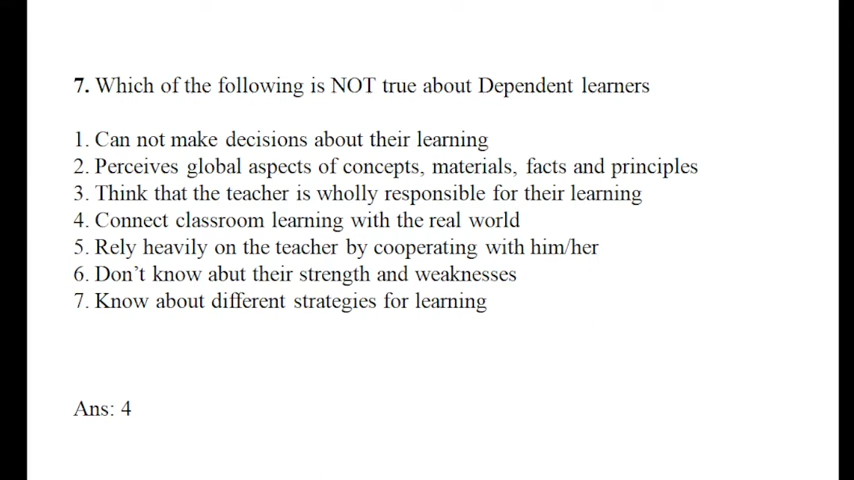 7. Which of the following is NOT true about Dependent learners
1. Can not make decisions about their learning
2. Perceives global aspects of concepts, materials, facts and principles
3. Think that the teacher is wholly responsible for their learning
4. Connect classroom learning with the real world
5. Rely heavily on the teacher by cooperating with him/her
6. Don’t know abut their strength and weaknesses
7. Know about different strategies for learning
Ans: 4